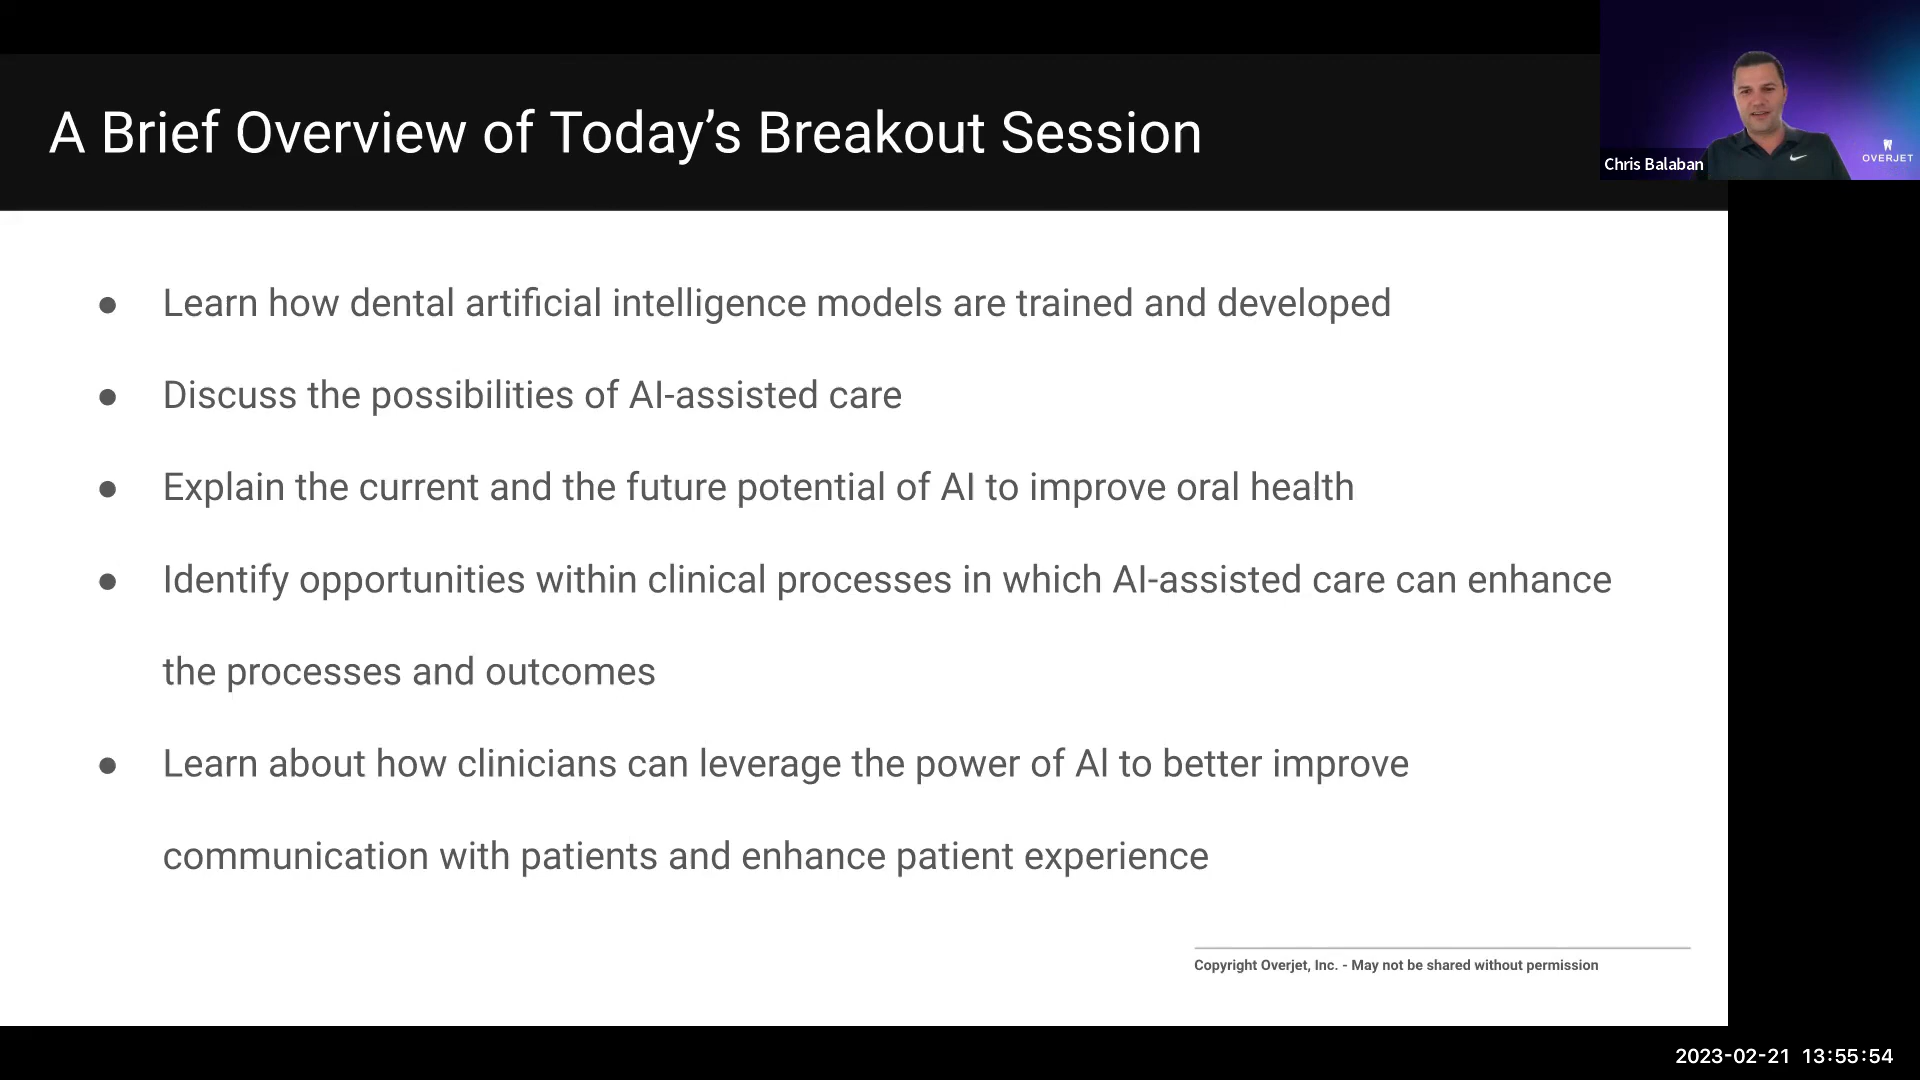 A Brief Overview of Today’s Breakout Session
Chris Balaban
OVERJET
● Learn how dental artificial intelligence models are trained and developed
● Discuss the possibilities of AI-assisted care
● Explain the current and the future potential of AI to improve oral health
● Identify opportunities within clinical processes in which AI-assisted care can enhance
the processes and outcomes
● Learn about how clinicians can leverage the power of AI to better improve
communication with patients and enhance patient experience
Copyright Overjet, Inc. - May not be shared without permission
2023-02-21 13:55:54